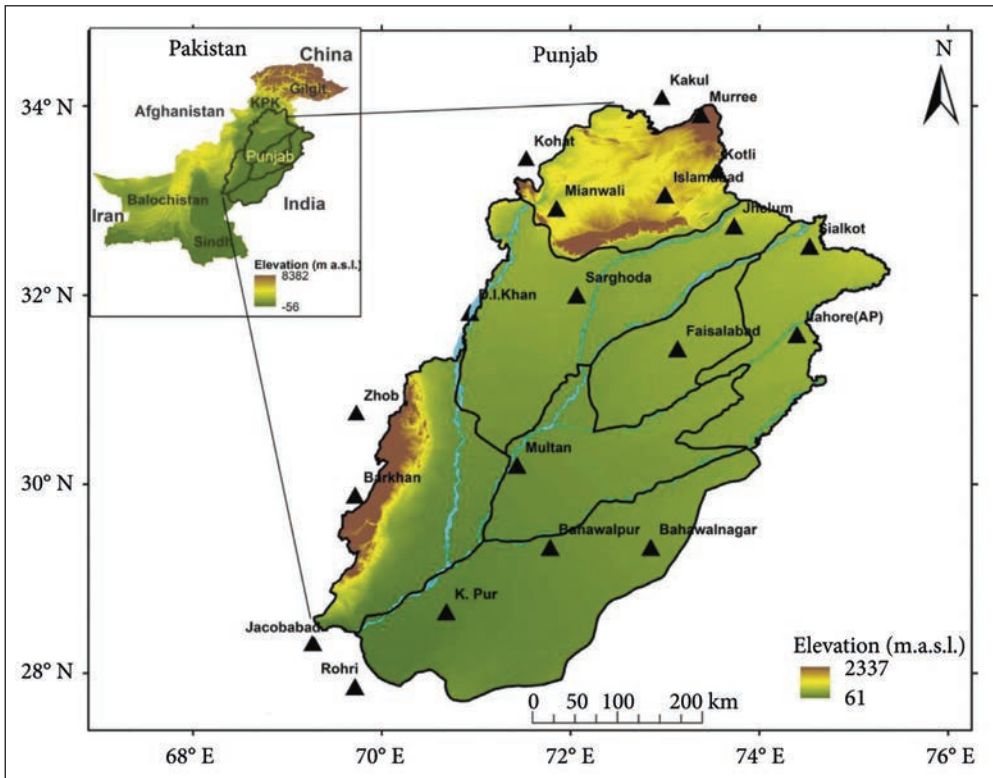 Pakistan
China
Gilgit
KPK
Afghanistan
Punjab
Balochistan
India
Iran
Sindh
Elevation (m a.s.l.)
8382
-56
Punjab
N
Kakul
34° N
Murree
Kohat
Kotli
Islamabad
Mianwali
Jhelum
Sialkot
Sarghoda
32° N
D.I.Khan
Lahore(AP)
Faisalabad
Zhob
Multan
30° N
Barkhan
Bahawalpur
Bahawalnagar
K. Pur
Jacobabad
28° N
Rohri
Elevation (m.a.s.l.)
2337
61
0 50 100 200 km
68° E 70° E 72° E 74° E 76° E